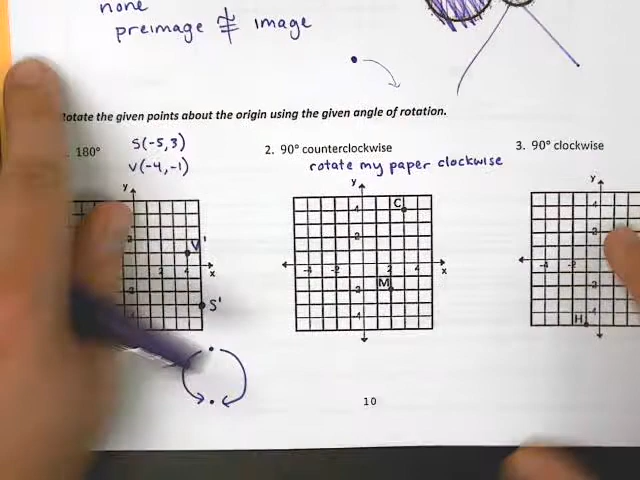 none
preimage ≇ image
Rotate the given points about the origin using the given angle of rotation.
180°
S(-5,3)
V(-4,-1)
2. 90° counterclockwise
rotate my paper clockwise
3. 90° clockwise
y
y
y
C
V'
x
x
M
S'
H
10